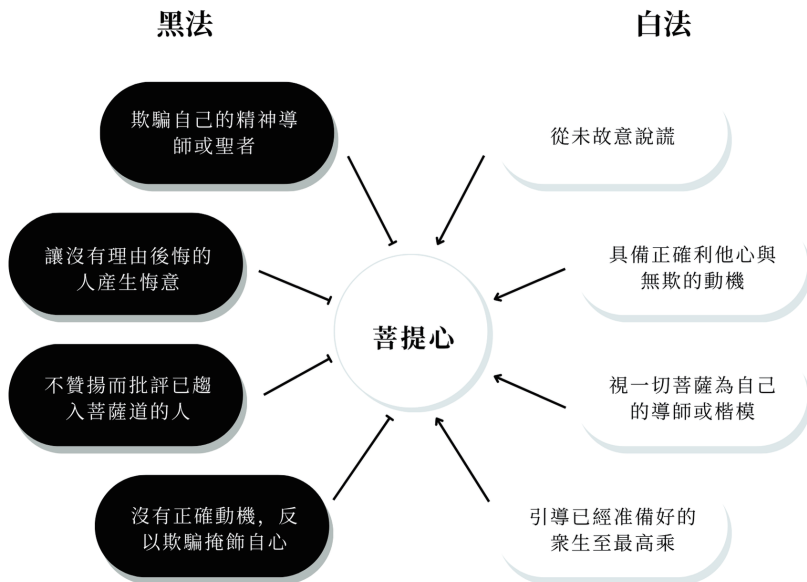 黑法
白法
欺騙自己的精神導
師或聖者
讓沒有理由後悔的
人産生悔意
不贊揚而批評已趨
入菩薩道的人
沒有正確動機，反
以欺騙掩飾自心
菩提心
從未故意說謊
具備正確利他心與
無欺的動機
視一切菩薩為自己
的導師或楷模
引導已經准備好的
衆生至最高乘